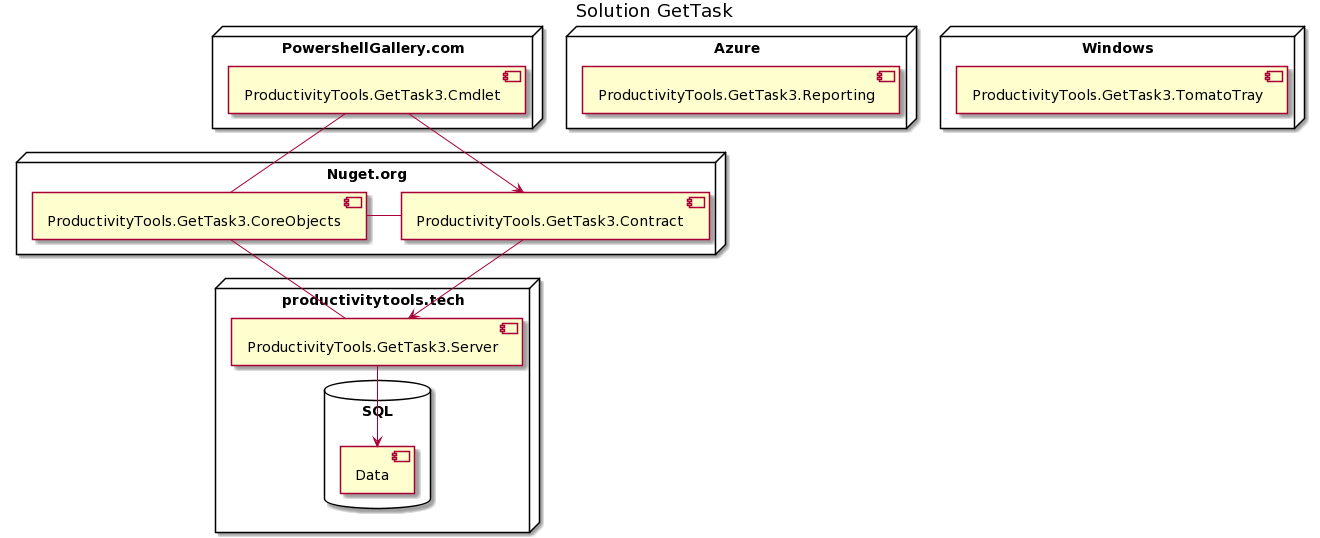 Solution GetTask
PowershellGallery.com
Azure
Windows
ProductivityTools.GetTask3.Cmdlet
ProductivityTools.GetTask3.Reporting
ProductivityTools.GetTask3.TomatoTray
Nuget.org
ProductivityTools.GetTask3.CoreObjects
ProductivityTools.GetTask3.Contract
productivitytools.tech
ProductivityTools.GetTask3.Server
SQL
Data